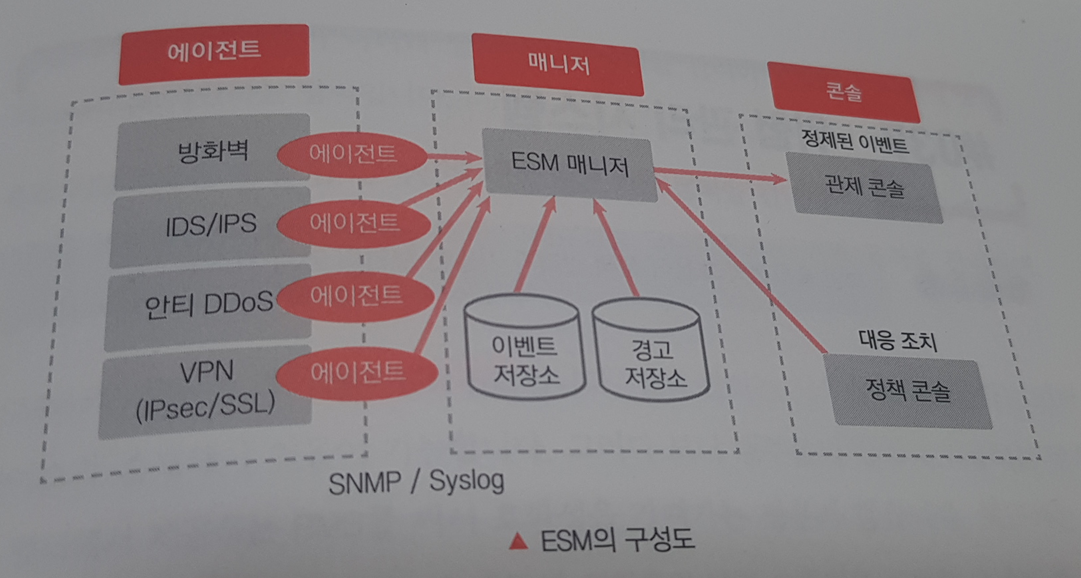 에이전트
매니저
콘솔
방화벽
에이전트
IDS/IPS
에이전트
안티 DDoS
에이전트
VPN
(IPsec/SSL)
에이전트
ESM 매니저
이벤트
저장소
경고
저장소
정제된 이벤트
관제 콘솔
대응 조치
정책 콘솔
SNMP / Syslog
▲ ESM의 구성도